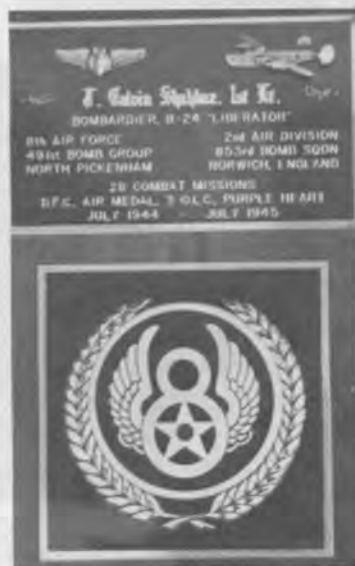 T. Calvin 1st Lt.
BOMBARDIER, B-24 "LIBERATOR"
8th AIR FORCE 2nd AIR DIVISION
491st BOMB GROUP 853rd BOMB SQDN
NORTH PICKENHAM NORWICH, ENGLAND
28 COMBAT MISSIONS
D.F.C., AIR MEDAL, 3 O.L.C., PURPLE HEART
JULY 1944 - JULY 1945
8